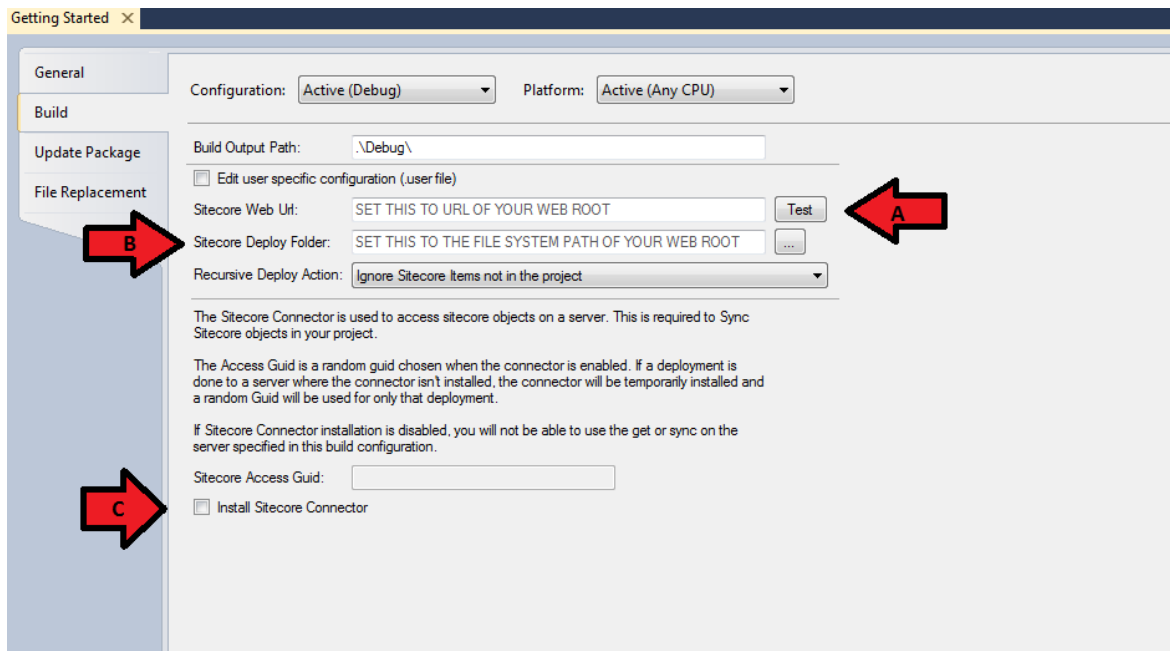 Getting Started
General
Build
Update Package
File Replacement
Configuration: Active (Debug) Platform: Active (Any CPU)
Build Output Path: .\Debug\
Edit user specific configuration (.user file)
Sitecore Web Url: SET THIS TO URL OF YOUR WEB ROOT Test A
B Sitecore Deploy Folder: SET THIS TO THE FILE SYSTEM PATH OF YOUR WEB ROOT ...
Recursive Deploy Action: Ignore Sitecore Items not in the project
The Sitecore Connector is used to access sitecore objects on a server. This is required to Sync
Sitecore objects in your project.
The Access Guid is a random guid chosen when the connector is enabled. If a deployment is
done to a server where the connector isn't installed, the connector will be temporarily installed and
a random Guid will be used for only that deployment.
If Sitecore Connector installation is disabled, you will not be able to use the get or sync on the
server specified in this build configuration.
Sitecore Access Guid:
C Install Sitecore Connector